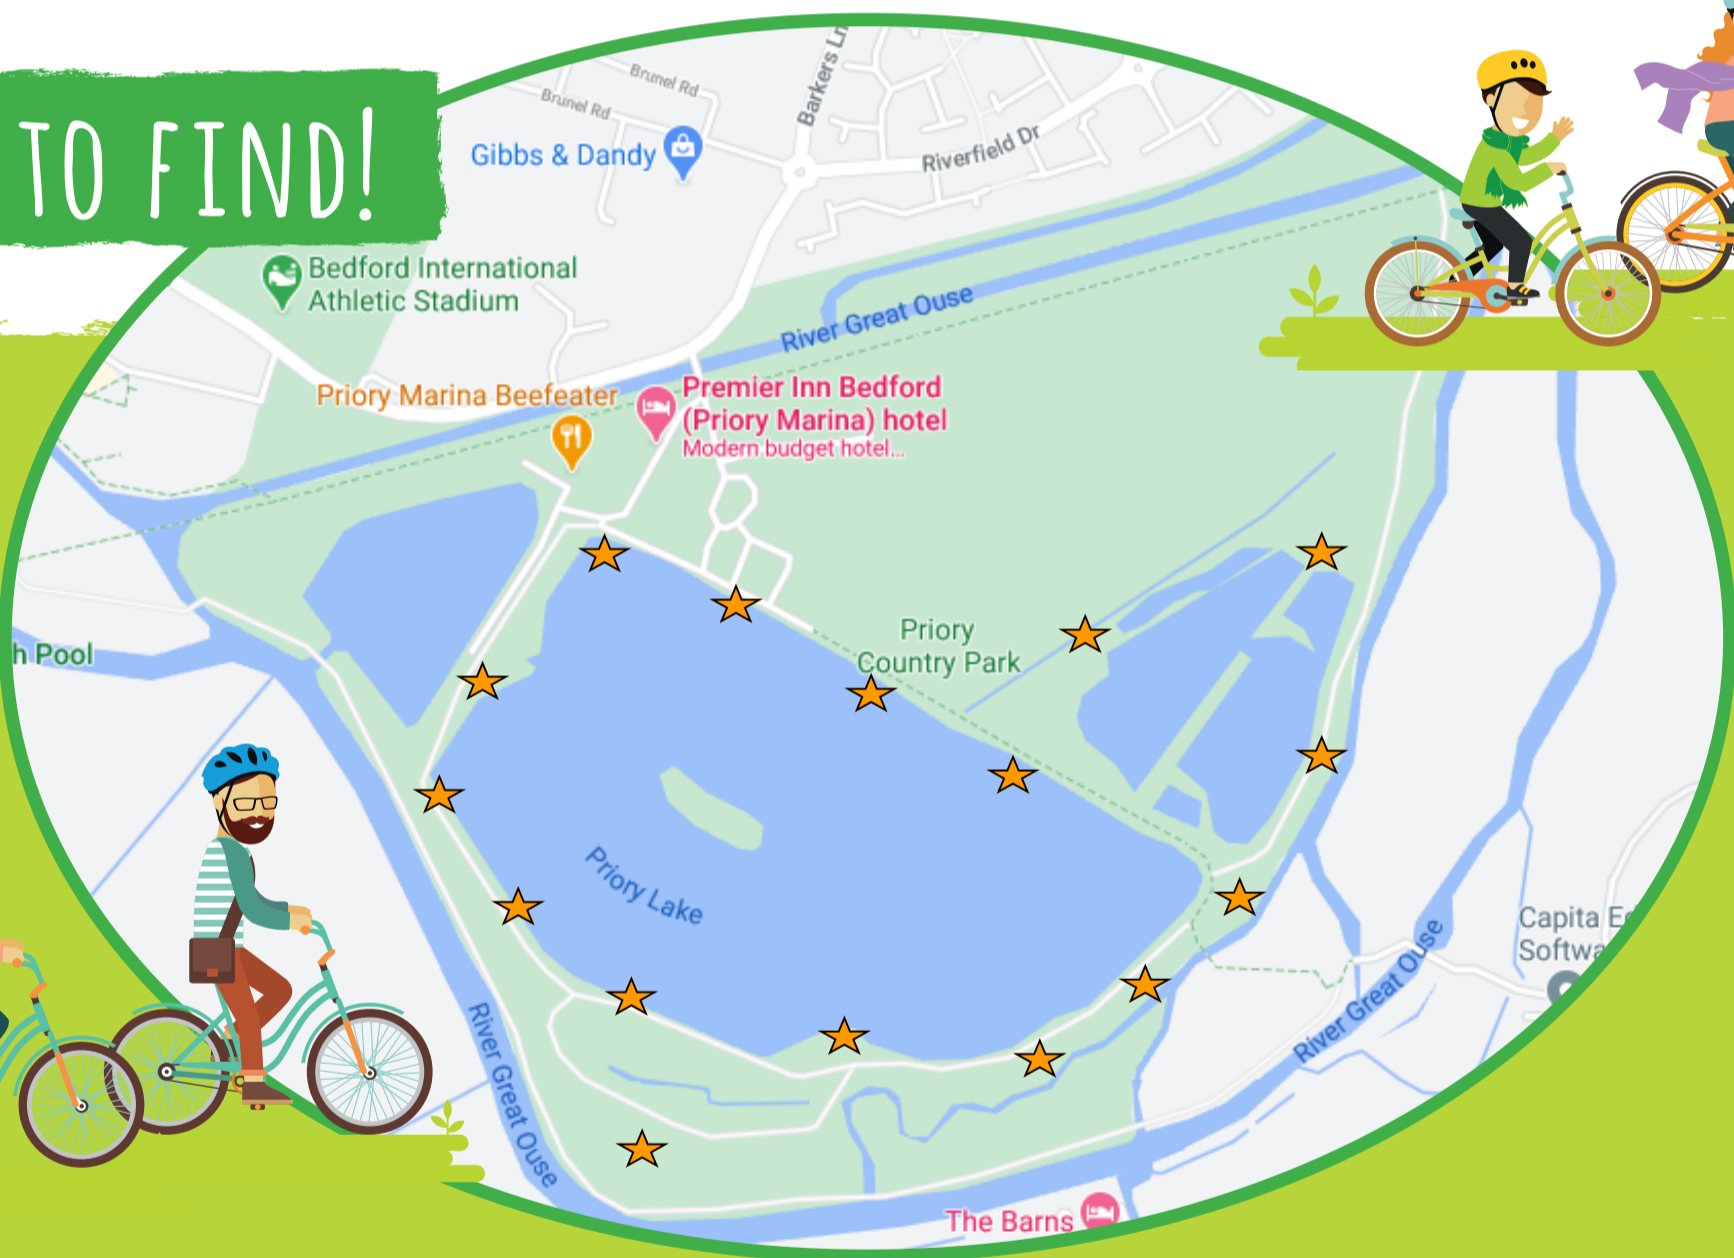 TO FIND!
Brunel Rd
Brunel Rd
Barkers Ln
Gibbs & Dandy
Riverfield Dr
Bedford International
Athletic Stadium
River Great Ouse
Priory Marina Beefeater
Premier Inn Bedford
(Priory Marina) hotel
Modern budget hotel...
Priory
Country Park
h Pool
Priory Lake
Capita E
Softwa
River Great Ouse
River Great Ouse
The Barns